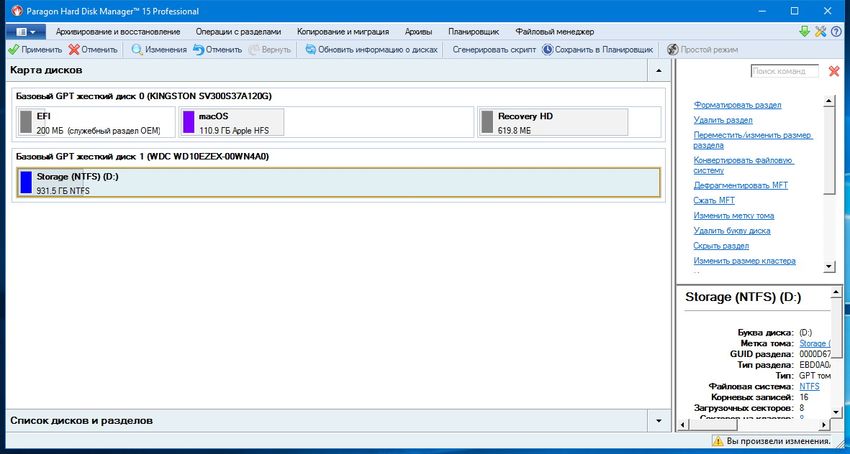 Paragon Hard Disk Manager™ 15 Professional
Архивирование и восстановление Операции с разделами Копирование и миграция Архивы Планировщик Файловый менеджер
Применить Отменить Изменения Отменить Вернуть Обновить информацию о дисках Сгенерировать скрипт Сохранить в Планировщик Простой режим
Карта дисков
Базовый GPT жесткий диск 0 (KINGSTON SV300S37A120G)
EFI
200 МБ (служебный раздел OEM)
macOS
110.9 ГБ Apple HFS
Recovery HD
619.8 МБ
Базовый GPT жесткий диск 1 (WDC WD10EZEX-00WN4A0)
Storage (NTFS) (D:)
931.5 ГБ NTFS
Список дисков и разделов
Поиск команд
Форматировать раздел
Удалить раздел
Переместить/изменить размер
раздела
Конвертировать файловую
систему
Дефрагментировать MFT
Сжать MFT
Изменить метку тома
Удалить букву диска
Скрыть раздел
Изменить размер кластера
Storage (NTFS) (D:)
Буква диска: (D:)
Метка тома: Storage (
GUID раздела: 0000D67
Тип раздела: EBD0A0
Тип: GPT том
Файловая система: NTFS
Корневых записей: 16
Загрузочных секторов: 8
Секторов на кластер: 8
Вы произвели изменения.